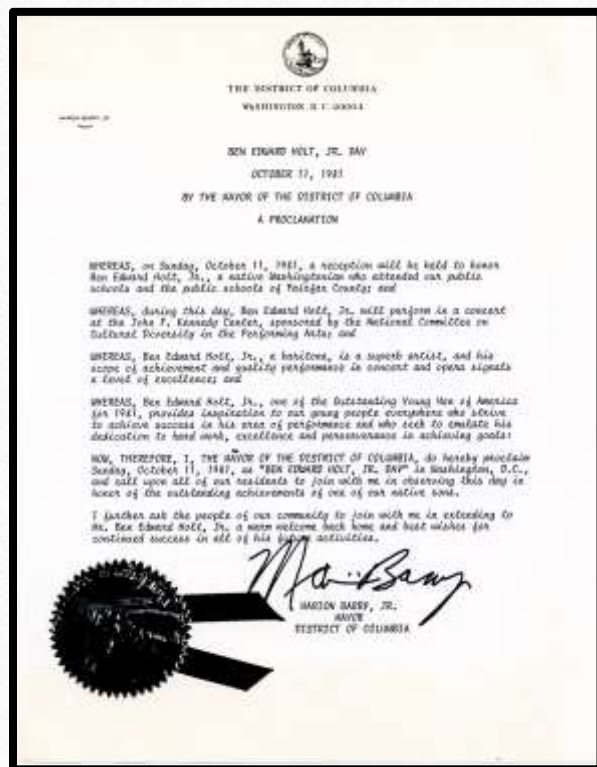 THE DISTRICT OF COLUMBIA
WASHINGTON, D. C. 20004
MARION BARRY, JR.
BEN EDWARD HOLT, JR. DAY
OCTOBER 11, 1981
BY THE MAYOR OF THE DISTRICT OF COLUMBIA
A PROCLAMATION
WHEREAS, on Sunday, October 11, 1981, a reception will be held to honor
Ben Edward Holt, Jr., a native Washingtonian who attended our public
schools and the public schools of Fairfax County; and
WHEREAS, during this day, Ben Edward Holt, Jr. will perform in a concert
at the John F. Kennedy Center, sponsored by the National Committee on
Cultural Diversity in the Performing Arts; and
WHEREAS, Ben Edward Holt, Jr., a baritone, is a superb artist, and his
scope of achievement and quality performance in concert and opera signals
a level of excellence; and
WHEREAS, Ben Edward Holt, Jr., one of the Outstanding Young Men of America
for 1981, provides inspiration to our young people everywhere who strive
to achieve success in his area of performance and who seek to emulate his
dedication to hard work, excellence and perseverance in achieving goals:
NOW, THEREFORE, I, THE MAYOR OF THE DISTRICT OF COLUMBIA, do hereby proclaim
Sunday, October 11, 1981, as "BEN EDWARD HOLT, JR. DAY" in Washington, D.C.,
and call upon all of our residents to join with me in observing this day in
honor of the outstanding achievements of one of our native sons.
I further ask the people of our community to join with me in extending to
Mr. Ben Edward Holt, Jr. a warm welcome back home and best wishes for
continued success in all of his future activities.
Marion Barry
MARION BARRY, JR.
MAYOR
DISTRICT OF COLUMBIA